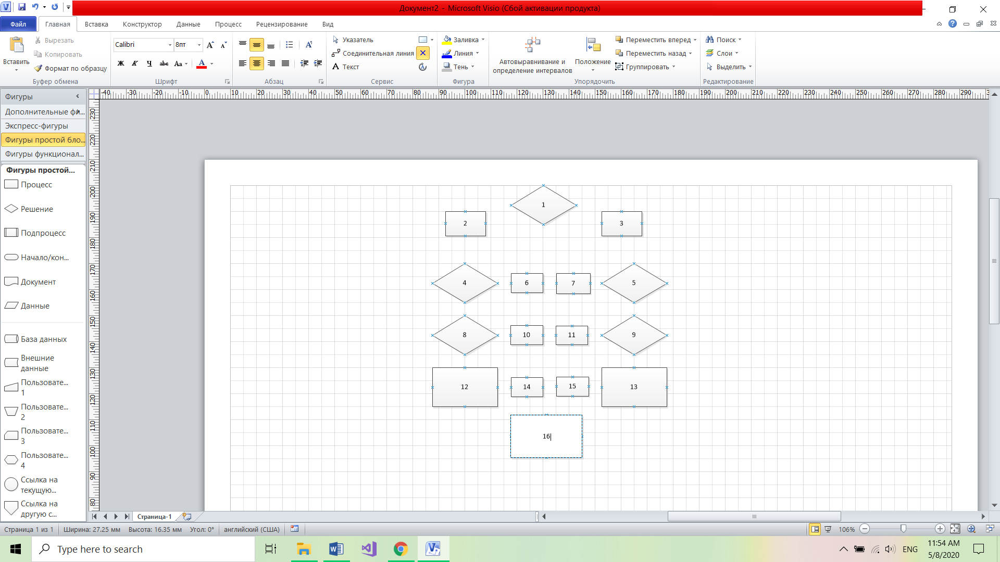 Документ2 - Microsoft Visio (Сбой активации продукта)
Файл Главная Вставка Конструктор Данные Процесс Рецензирование Вид
Вставить
Вырезать
Копировать
Формат по образцу
Буфер обмена
Calibri 8пт
Ж К Ч abc Aa A
Шрифт
Абзац
Указатель
Соединительная линия
A Текст
Сервис
Заливка
Линия
Тень
Фигура
Автовыравнивание и
определение интервалов
Положение
Переместить вперед
Переместить назад
Группировать
Упорядочить
Поиск
Слои
Выделить
Редактирование
-40 -30 -20 -10 0 10 20 30 40 50 60 70 80 90 100 110 120 130 140 150 160 170 180 190 200 210 220 230 240 250 260 270 280 290
230
220
210
200
190
180
170
160
150
140
130
120
110
100
90
80
Фигуры
Дополнительные фи...
Экспресс-фигуры
Фигуры простой бло...
Фигуры функционал...
Фигуры простой...
Процесс
Решение
Подпроцесс
Начало/кон...
Документ
Данные
База данных
Внешние
данные
Пользовате...
1
Пользовате...
2
Пользовате...
3
Пользовате...
4
Ссылка на
текущую...
Ссылка на
другую с...
1
2 3
4 6 7 5
8 10 11 9
12 14 15 13
16
Страница-1
Страница 1 из 1 Ширина: 27.25 мм Высота: 16.35 мм Угол: 0° английский (США) 106%
Type here to search
ENG
11:54 AM
5/8/2020